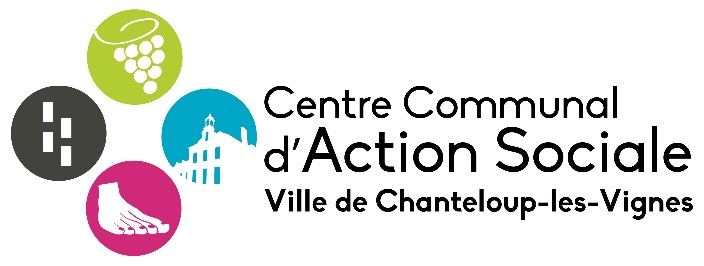 Centre Communal
d'Action Sociale
Ville de Chanteloup-les-Vignes